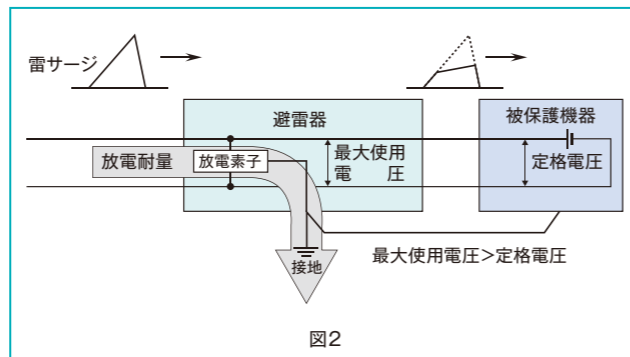 雷サージ
避雷器
被保護機器
放電耐量
放電素子
最大使用
電　　圧
定格電圧
接地
最大使用電圧＞定格電圧
図2